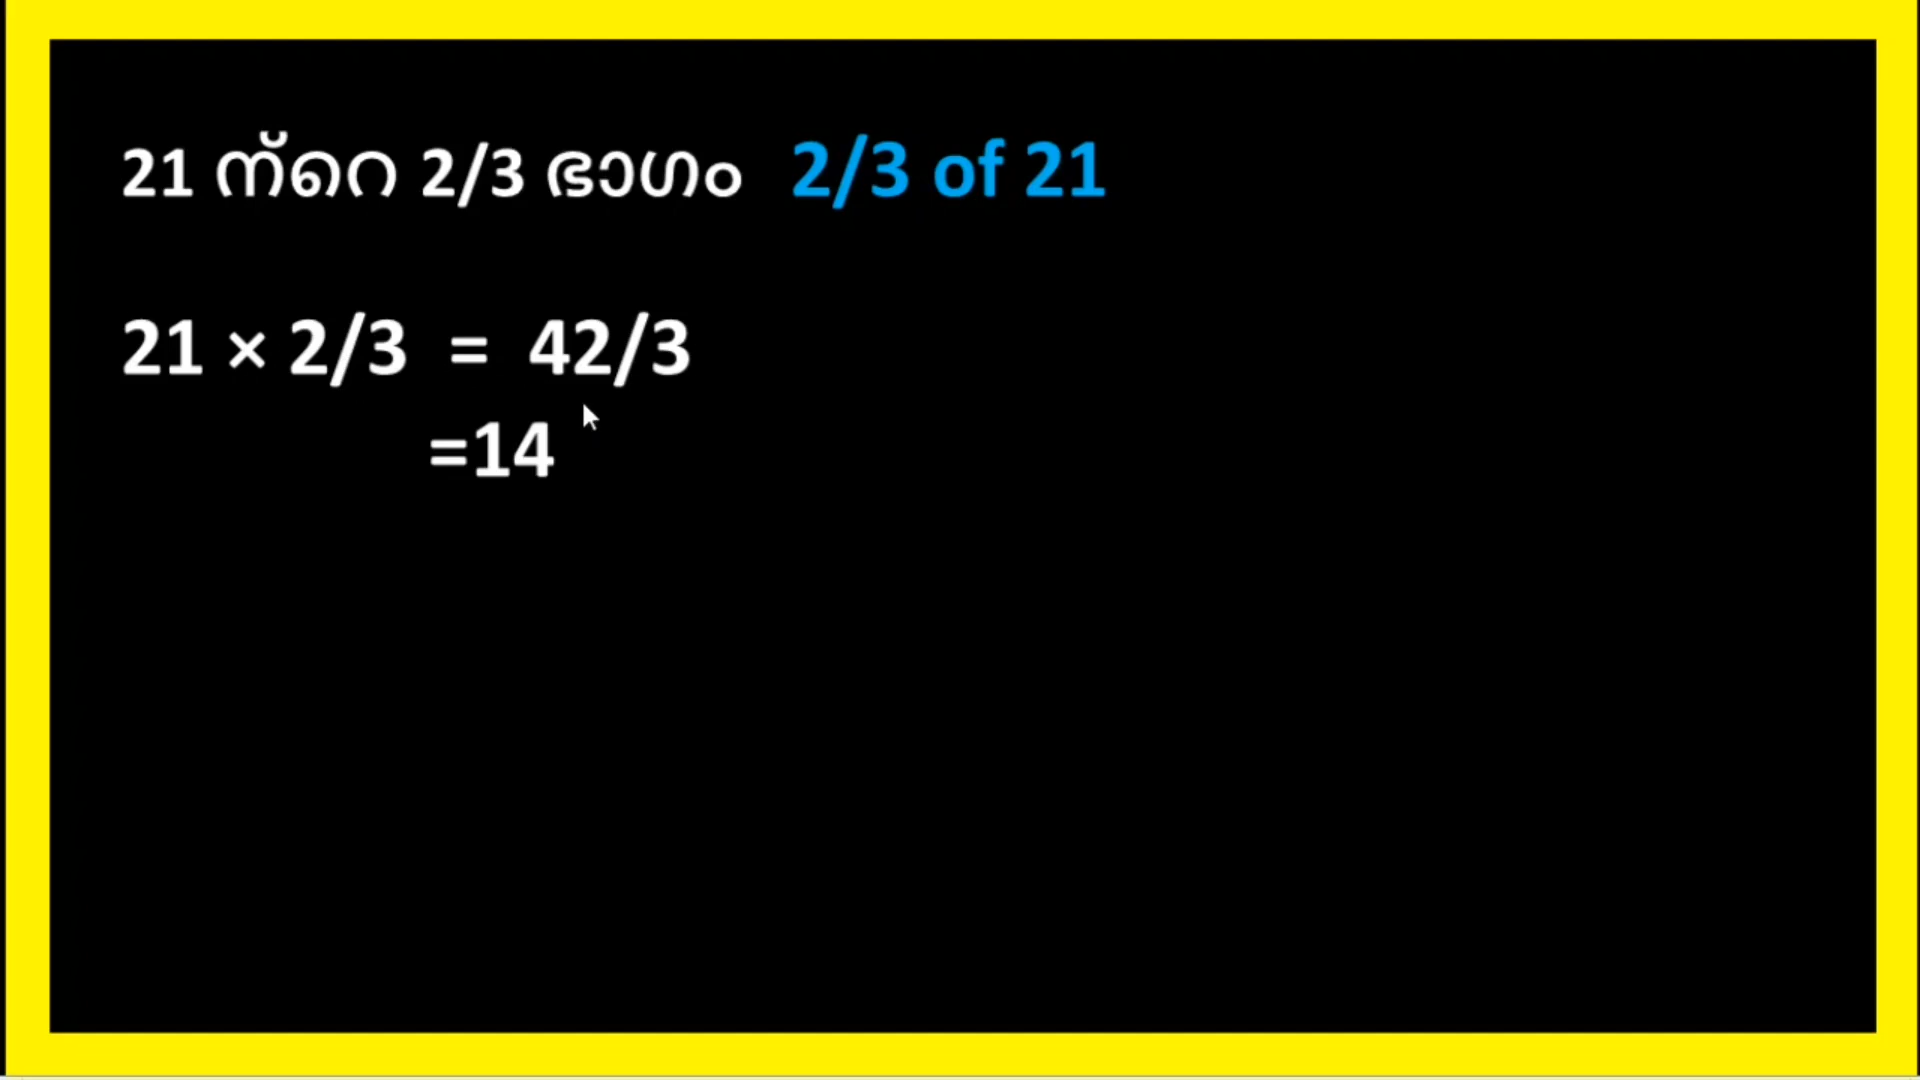 21 ന്റെ 2/3 ഭാഗം 2/3 of 21
21 × 2/3 = 42/3
=14